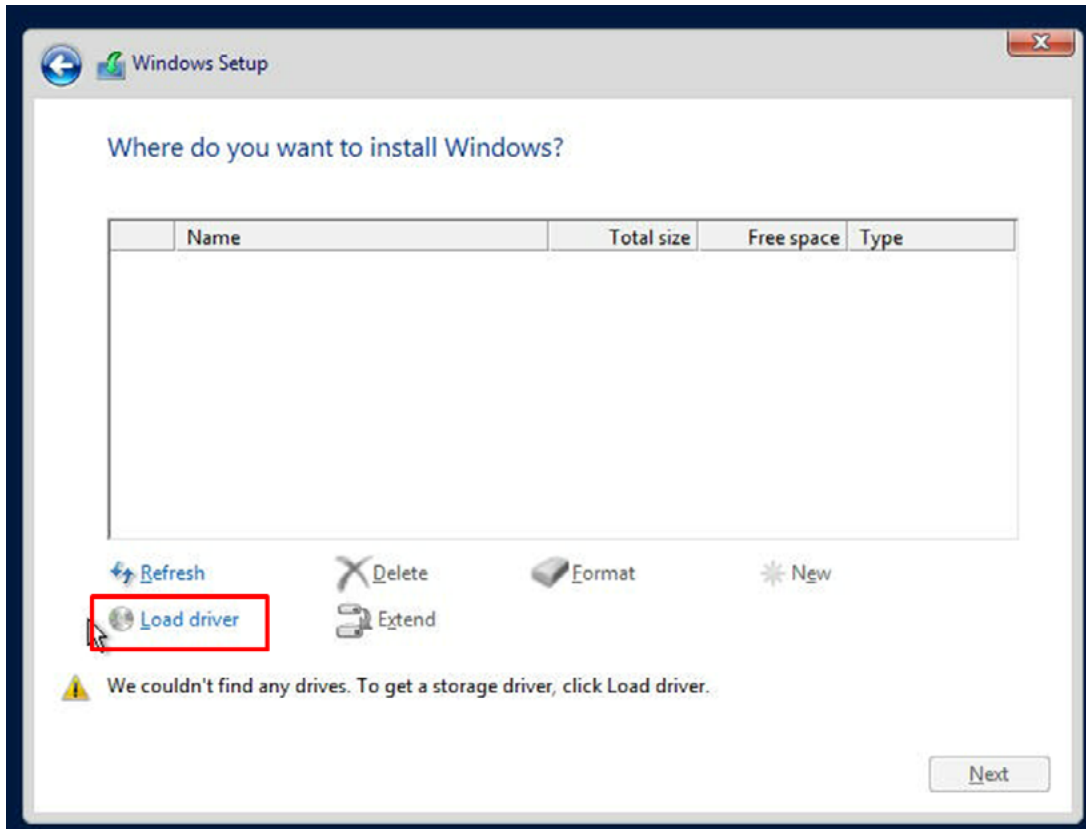 Windows Setup
Where do you want to install Windows?
Name Total size Free space Type
Refresh Delete Format New
Load driver Extend
We couldn't find any drives. To get a storage driver, click Load driver.
Next